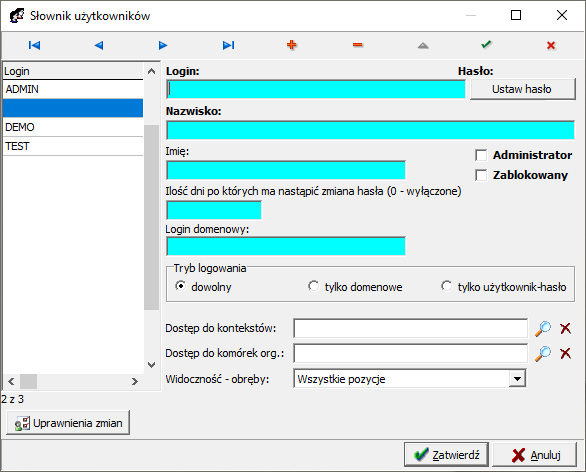 Słownik użytkowników
Login
ADMIN
DEMO
TEST
2 z 3
Uprawnienia zmian
Login: Hasło:
Ustaw hasło
Nazwisko:
Imię:
Administrator
Zablokowany
Ilość dni po których ma nastąpić zmiana hasła (0 - wyłączone)
Login domenowy:
Tryb logowania
dowolny tylko domenowe tylko użytkownik-hasło
Dostęp do kontekstów:
Dostęp do komórek org.:
Widoczność - obręby: Wszystkie pozycje
Zatwierdź Anuluj